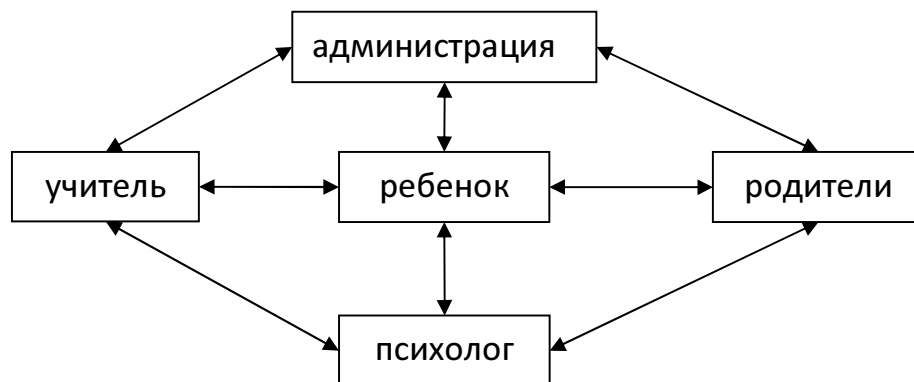 администрация
учитель
ребенок
родители
психолог